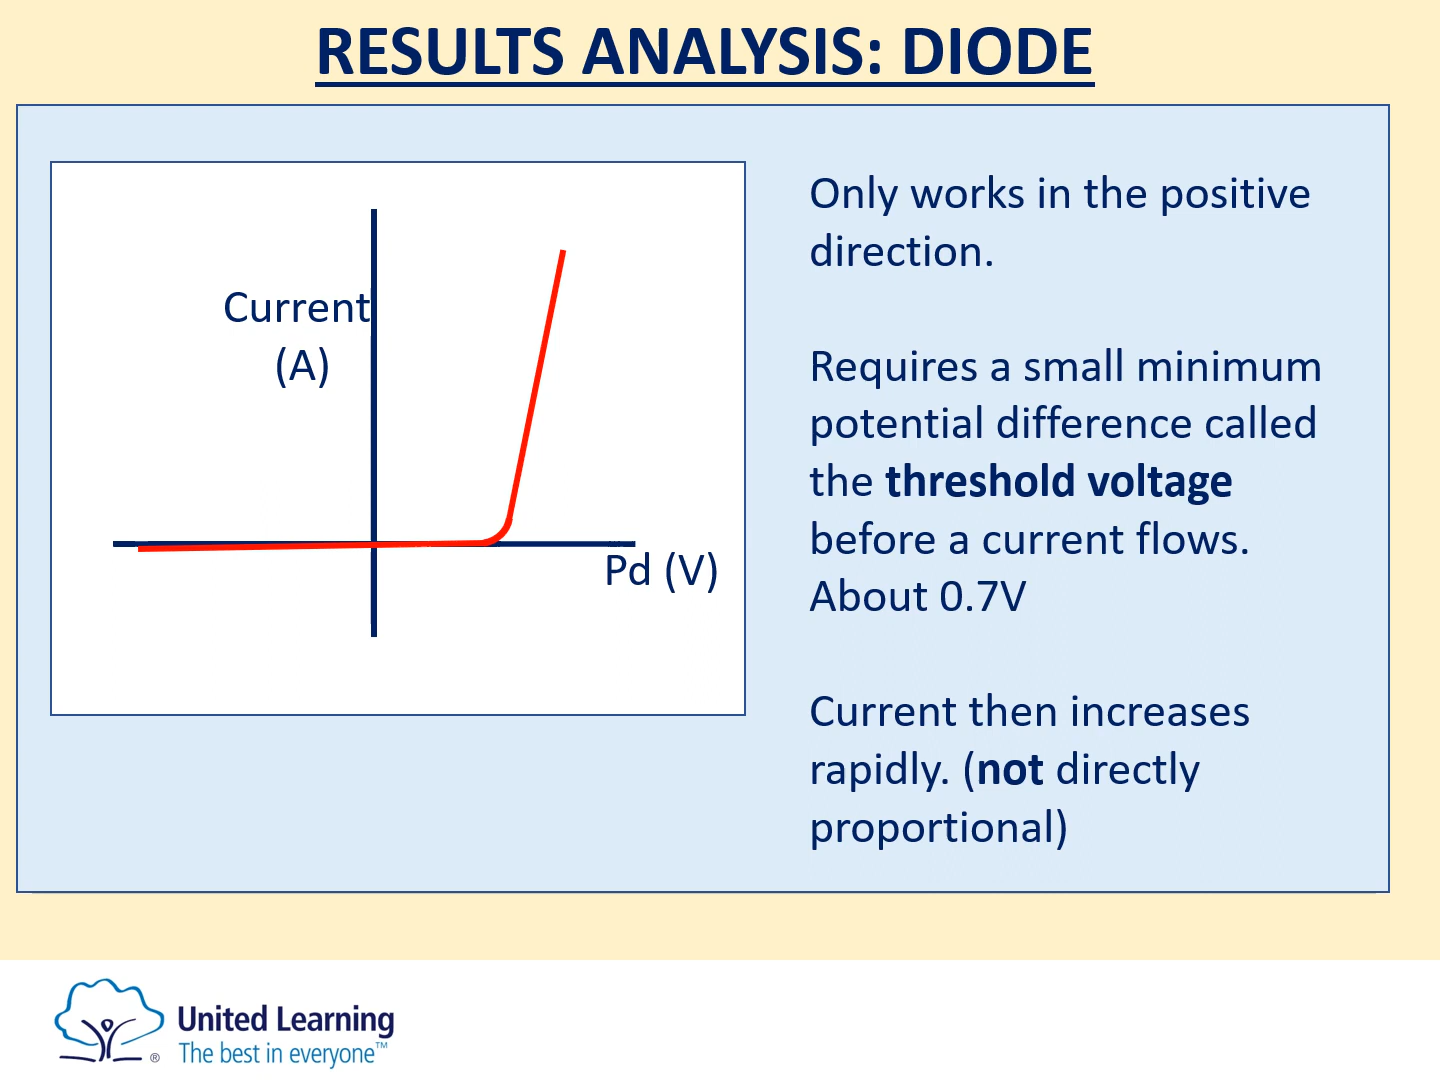 RESULTS ANALYSIS: DIODE
Current
(A)
Pd (V)
Only works in the positive
direction.
Requires a small minimum
potential difference called
the threshold voltage
before a current flows.
About 0.7V
Current then increases
rapidly. (not directly
proportional)
®
United Learning
The best in everyone™